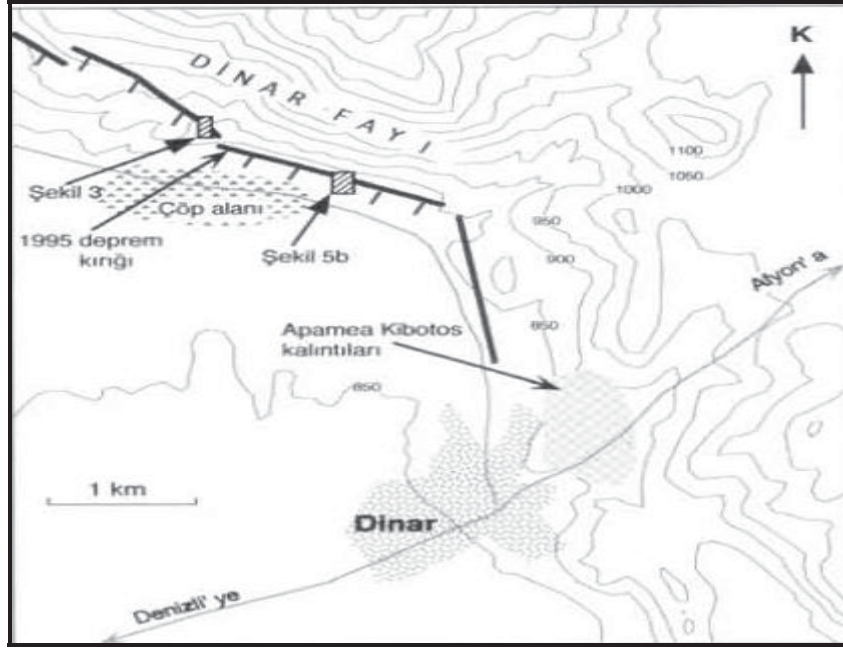 K
DİNAR FAYI
1100
1050
1000
Şekil 3
Çöp alanı
1995 deprem
kırığı
Şekil 5b
950
900
Afyon' a
850
Apamea Kibotos
kalıntıları
850
1 km
Dinar
Denizli' ye